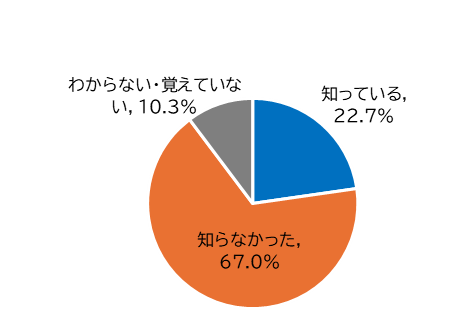 わからない・覚えていな
い, 10.3%
知っている,
22.7%
知らなかった,
67.0%